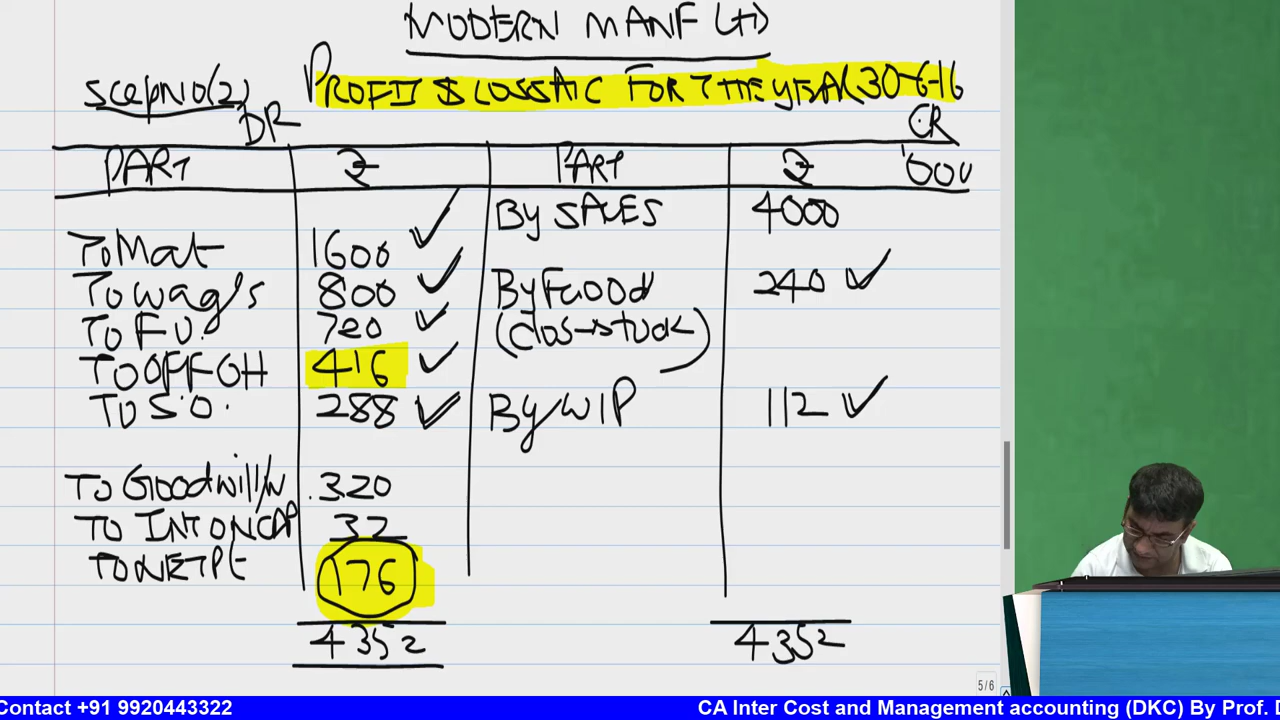 MODERN MANF LTD
PROFIT & LOSS A/C FOR THE YEAR 30-6-16
DR CR
PART ₹ PART ₹ '000
By SALES 4000
To Mat 1600
To wages 800 By F Good 240
To F O. 720 (clos-stock)
To OFF OH 416
To S.O. 288 By WIP 112
To Goodwill/w 320
TO INT ON CAP 32
TO NET Pt 176
4352 4352
5/6
Contact +91 9920443322 CA Inter Cost and Management accounting (DKC) By Prof. D